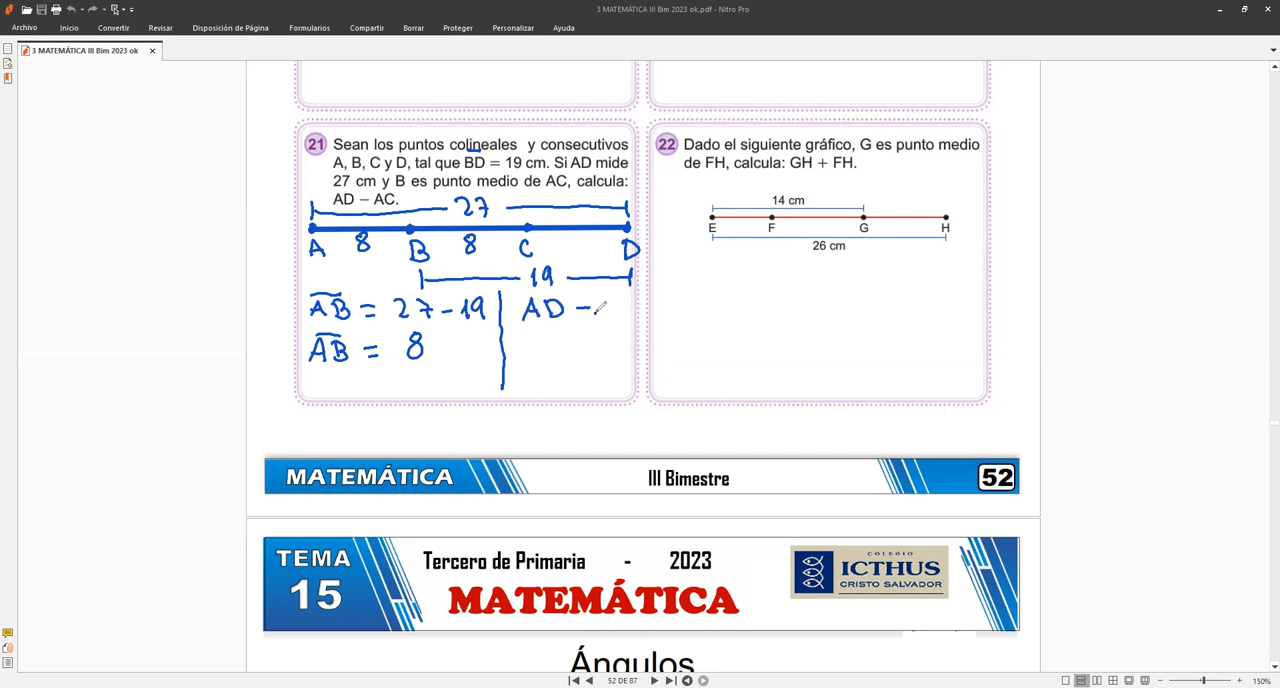 3 MATEMÁTICA III Bim 2023 ok.pdf - Nitro Pro
Archivo Inicio Convertir Revisar Disposición de Página Formularios Compartir Borrar Proteger Personalizar Ayuda
3 MATEMÁTICA III Bim 2023 ok
21 Sean los puntos colineales y consecutivos
A, B, C y D, tal que BD = 19 cm. Si AD mide
27 cm y B es punto medio de AC, calcula:
AD − AC.
27
A 8 B 8 C D
19
AB = 27 - 19
AB = 8
AD -
22 Dado el siguiente gráfico, G es punto medio
de FH, calcula: GH + FH.
14 cm
E F G H
26 cm
MATEMÁTICA III Bimestre 52
TEMA
15
Tercero de Primaria - 2023
MATEMÁTICA
COLEGIO
ICTHUS
CRISTO SALVADOR
Ángulos
52 DE 87
150%